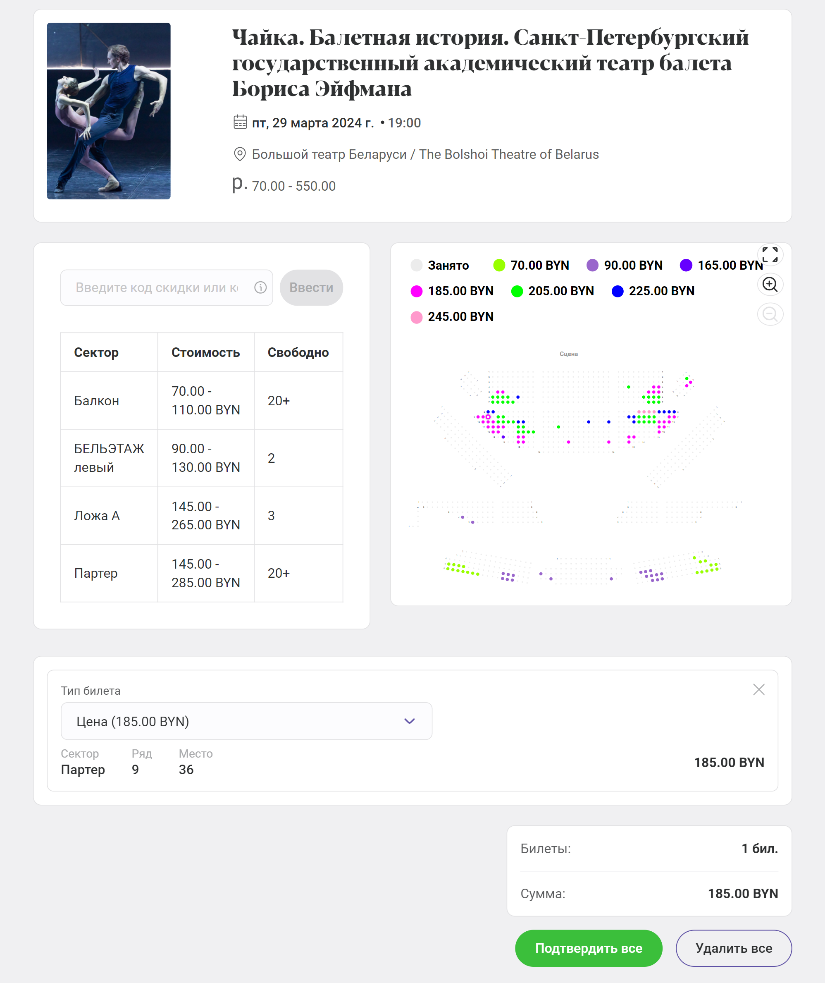 Чайка. Балетная история. Санкт-Петербургский
государственный академический театр балета
Бориса Эйфмана
пт, 29 марта 2024 г. • 19:00
Большой театр Беларуси / The Bolshoi Theatre of Belarus
р. 70.00 - 550.00
Введите код скидки или к
Ввести
Сектор Стоимость Свободно
Балкон 70.00 - 110.00 BYN 20+
БЕЛЬЭТАЖ левый 90.00 - 130.00 BYN 2
Ложа А 145.00 - 265.00 BYN 3
Партер 145.00 - 285.00 BYN 20+
Занято 70.00 BYN 90.00 BYN 165.00 BYN
185.00 BYN 205.00 BYN 225.00 BYN
245.00 BYN
Сцена
Тип билета
Цена (185.00 BYN)
Сектор Ряд Место
Партер 9 36
185.00 BYN
Билеты: 1 бил.
Сумма: 185.00 BYN
Подтвердить все
Удалить все